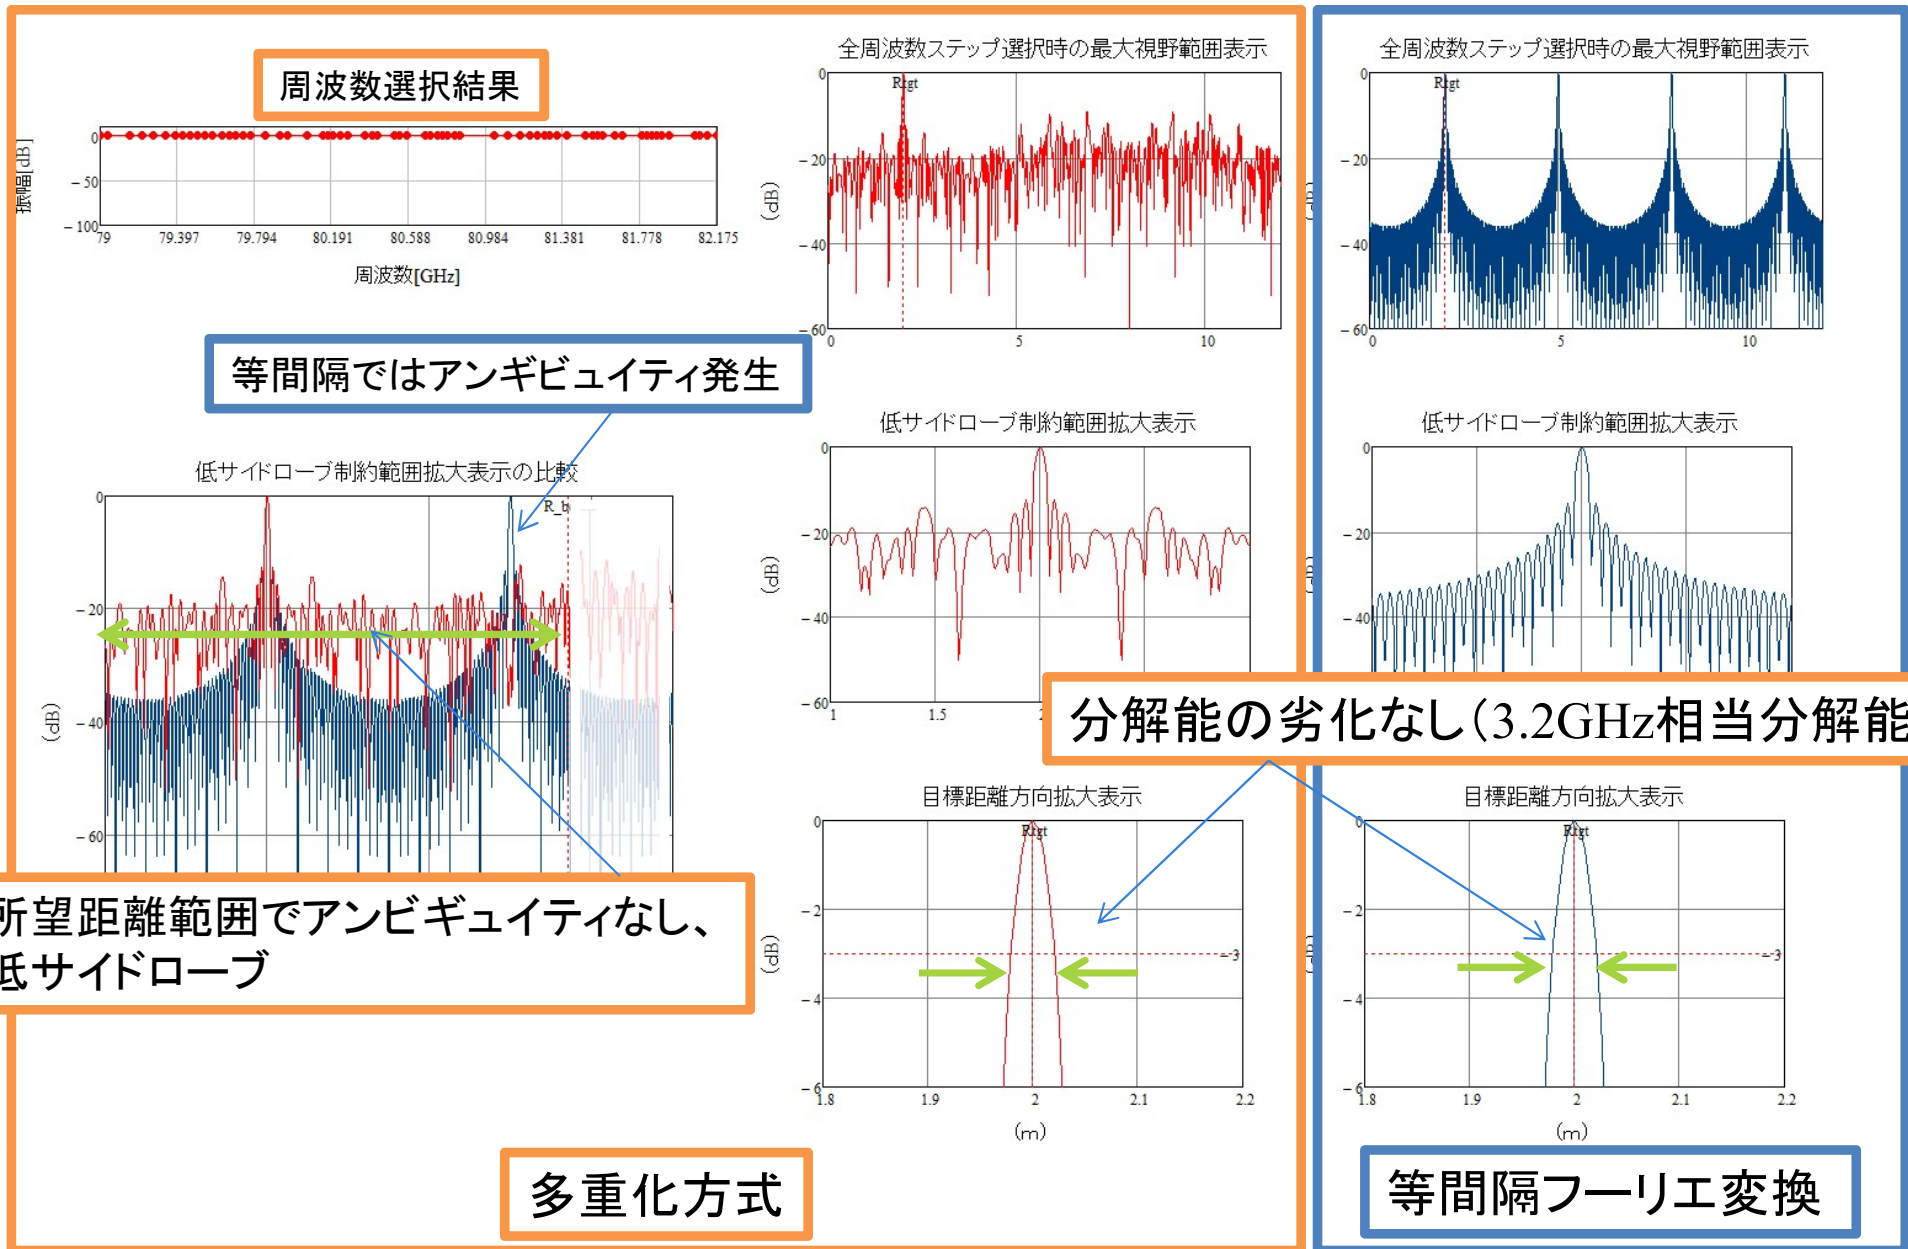 周波数選択結果
振幅[dB]
0
－50
－100
79
79.397
79.794
80.191
80.588
80.984
81.381
81.778
82.175
周波数[GHz]
等間隔ではアンギビュイティ発生
低サイドローブ制約範囲拡大表示の比較
R_b
(dB)
0
－20
－40
－60
所望距離範囲でアンビギュイティなし、
低サイドローブ
全周波数ステップ選択時の最大視野範囲表示
Rtgt
(dB)
0
－20
－40
－60
0
5
10
低サイドローブ制約範囲拡大表示
(dB)
0
－20
－40
－60
1
1.5
2
目標距離方向拡大表示
Rtgt
(dB)
0
－2
－3
－4
－6
1.8
1.9
2
2.1
2.2
(m)
多重化方式
全周波数ステップ選択時の最大視野範囲表示
Rtgt
0
－20
－40
－60
0
5
10
低サイドローブ制約範囲拡大表示
0
－20
－40
分解能の劣化なし（3.2GHz相当分解能
目標距離方向拡大表示
Rtgt
0
－2
－3
－4
－6
1.8
1.9
2
2.1
2.2
(m)
等間隔フーリエ変換